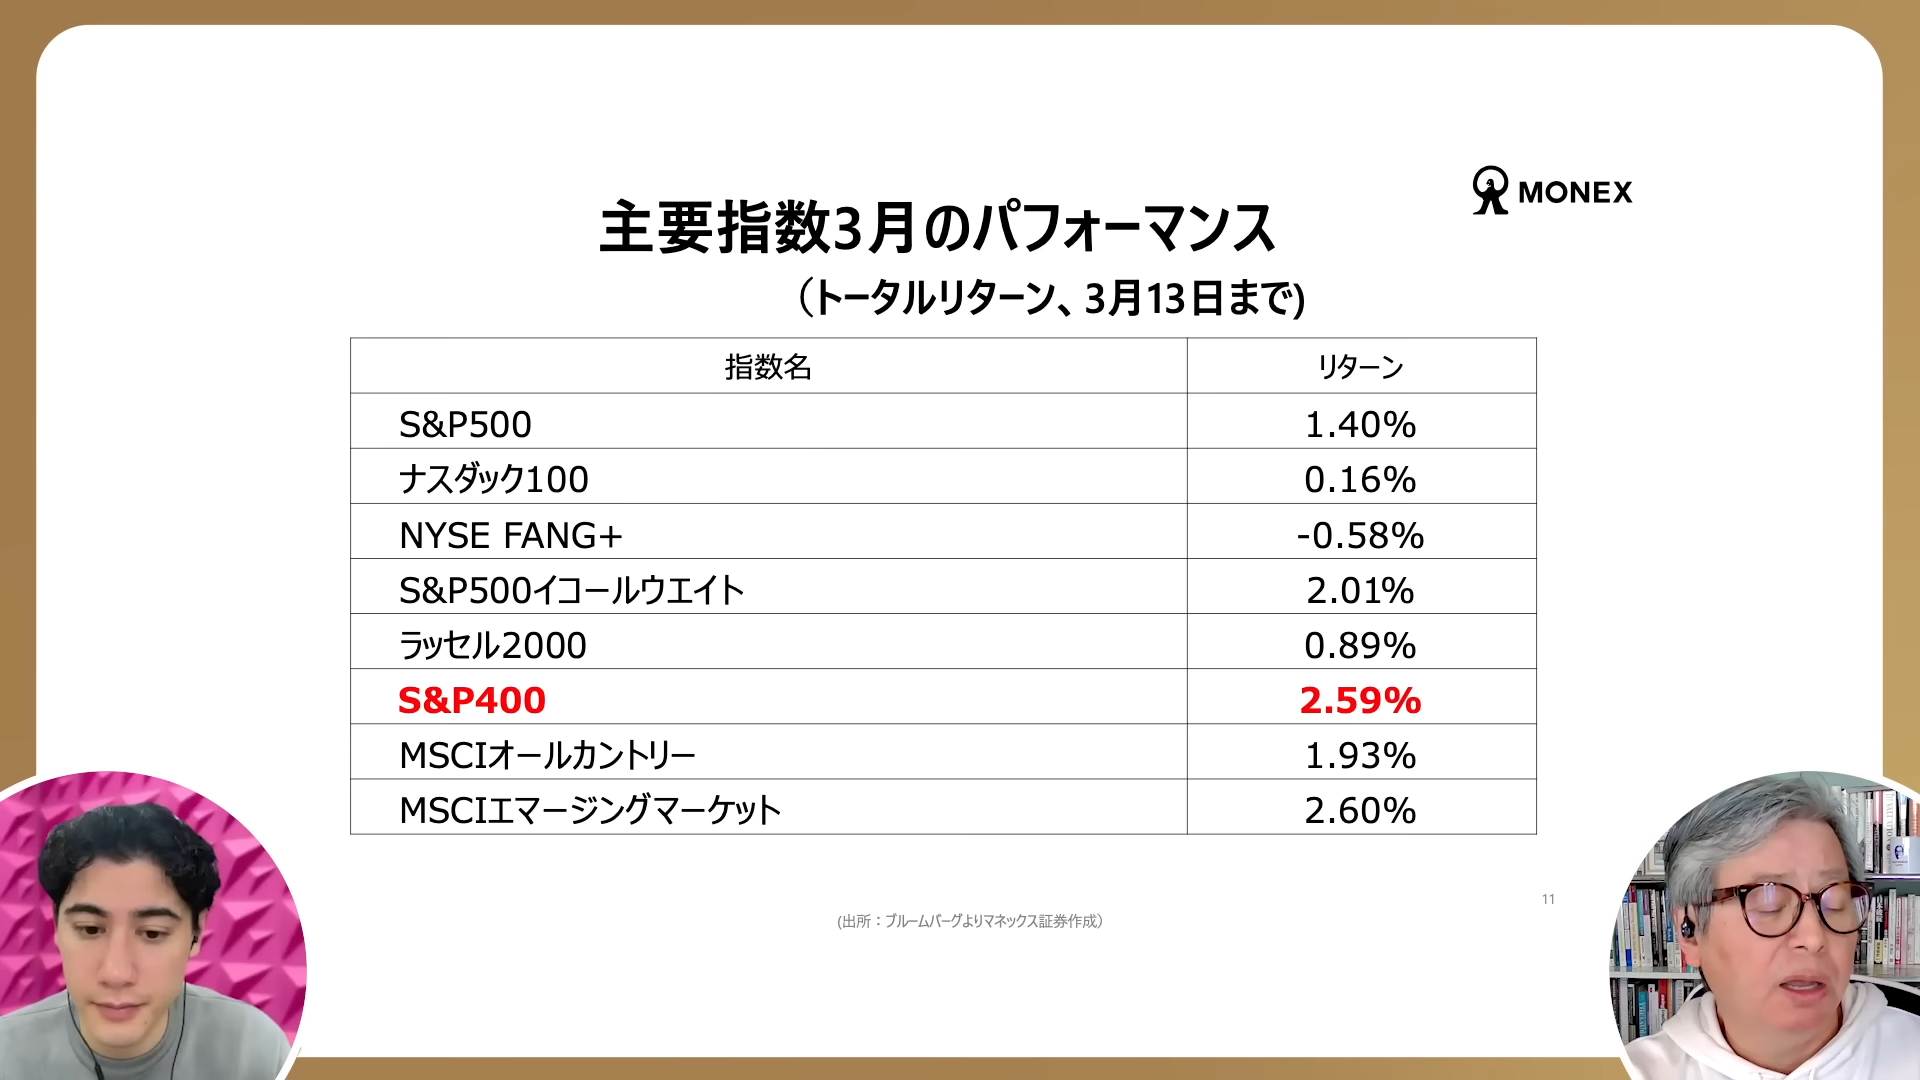 MONEX
主要指数3月のパフォーマンス
（トータルリターン、3月13日まで)
指数名 リターン
S&P500 1.40%
ナスダック100 0.16%
NYSE FANG+ -0.58%
S&P500イコールウエイト 2.01%
ラッセル2000 0.89%
S&P400 2.59%
MSCIオールカントリー 1.93%
MSCIエマージングマーケット 2.60%
11
(出所：ブルームバーグよりマネックス証券作成）